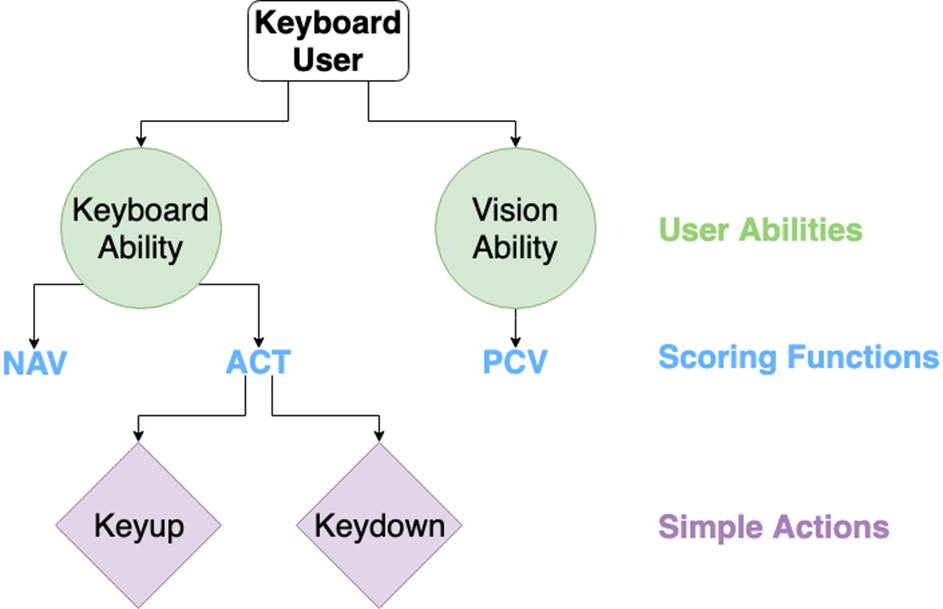 Keyboard
User
Keyboard
Ability
Vision
Ability
User Abilities
NAV
ACT
PCV
Scoring Functions
Keyup
Keydown
Simple Actions